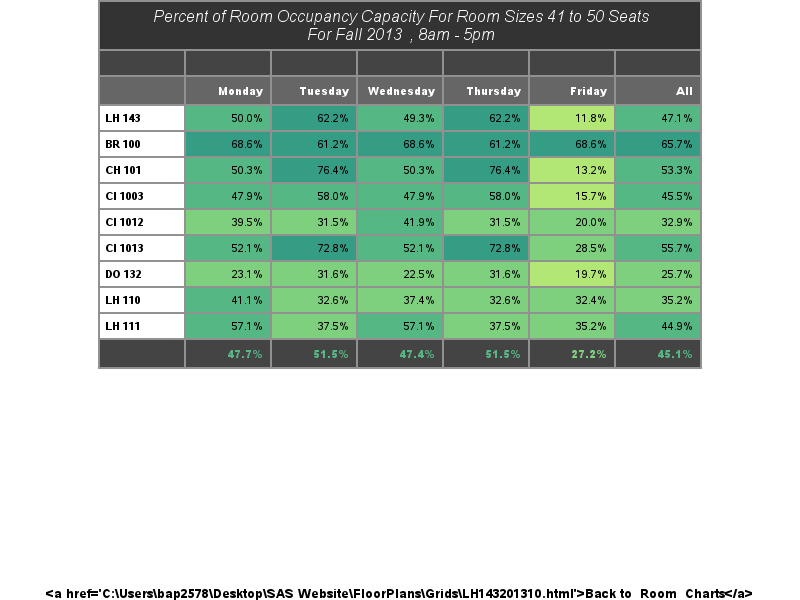 Percent of Room Occupancy Capacity For Room Sizes 41 to 50 Seats
For Fall 2013 , 8am - 5pm
Monday Tuesday Wednesday Thursday Friday All
LH 143 50.0% 62.2% 49.3% 62.2% 11.8% 47.1%
BR 100 68.6% 61.2% 68.6% 61.2% 68.6% 65.7%
CH 101 50.3% 76.4% 50.3% 76.4% 13.2% 53.3%
CI 1003 47.9% 58.0% 47.9% 58.0% 15.7% 45.5%
CI 1012 39.5% 31.5% 41.9% 31.5% 20.0% 32.9%
CI 1013 52.1% 72.8% 52.1% 72.8% 28.5% 55.7%
DO 132 23.1% 31.6% 22.5% 31.6% 19.7% 25.7%
LH 110 41.1% 32.6% 37.4% 32.6% 32.4% 35.2%
LH 111 57.1% 37.5% 57.1% 37.5% 35.2% 44.9%
47.7% 51.5% 47.4% 51.5% 27.2% 45.1%
<a href='C:\Users\bap2578\Desktop\SAS Website\FloorPlans\Grids\LH143201310.html'>Back to Room Charts</a>